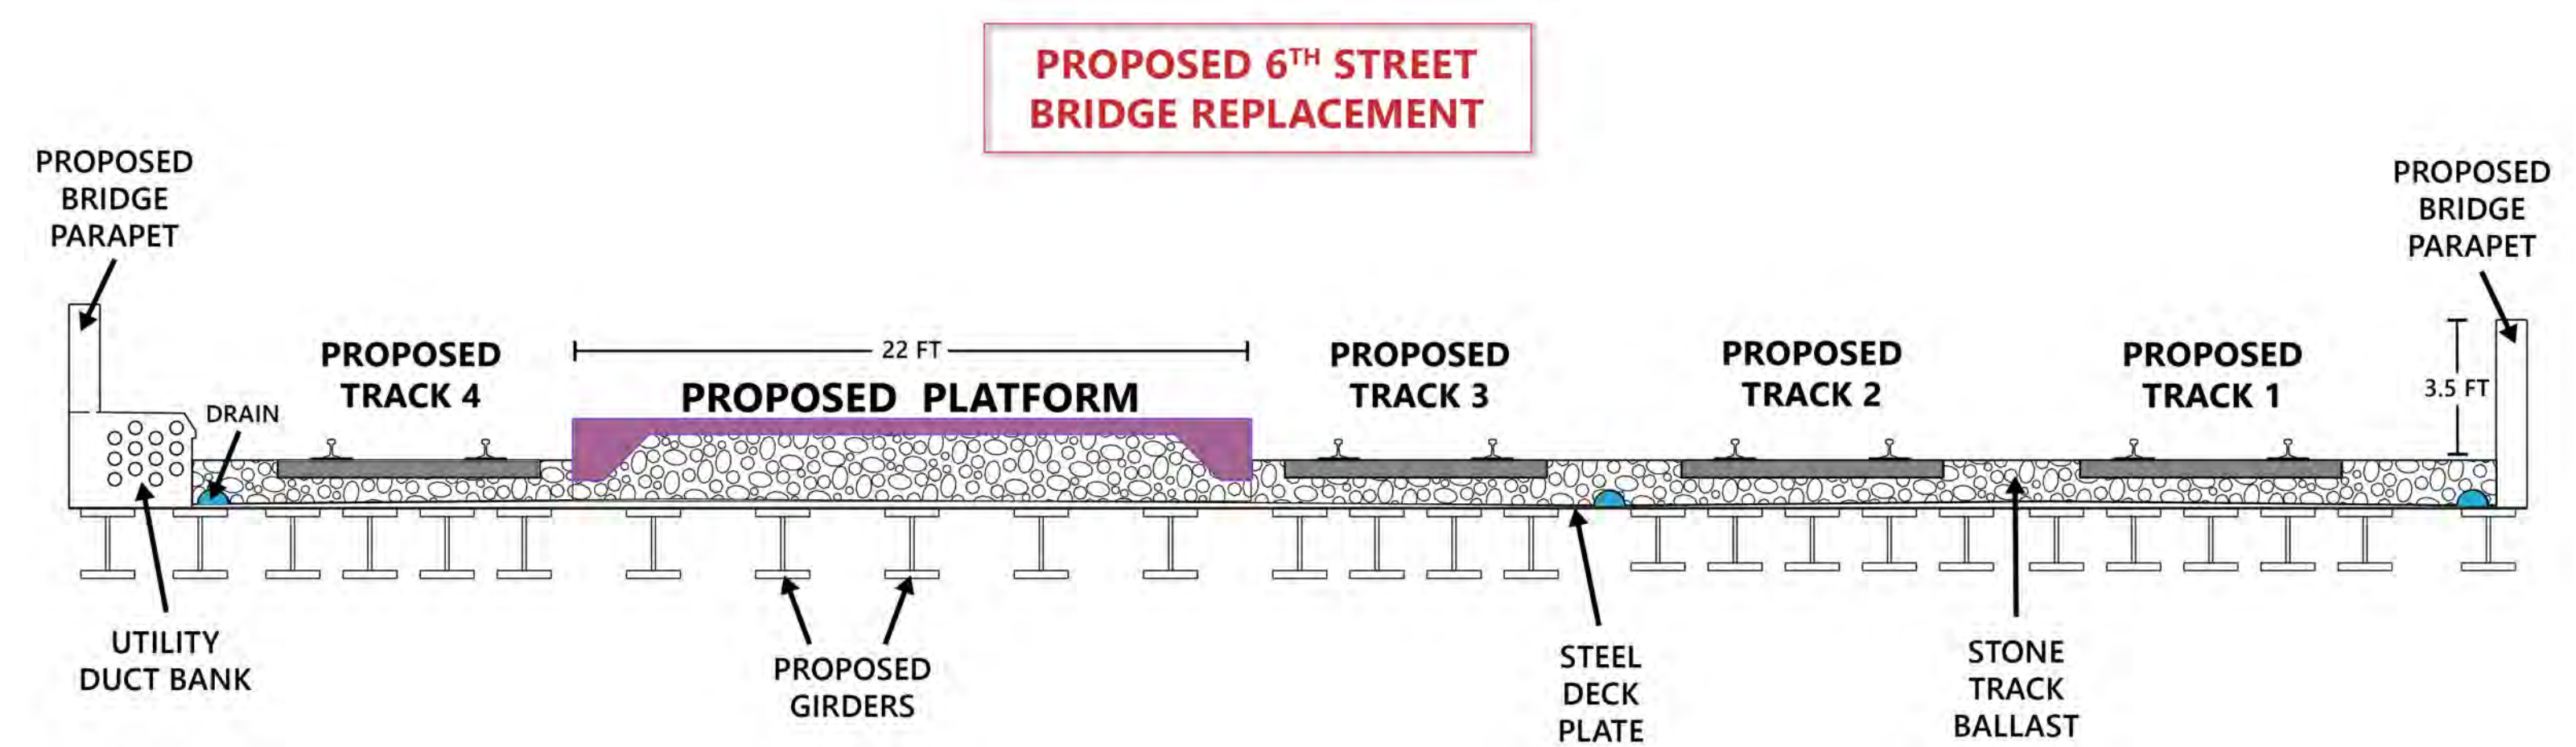 PROPOSED 6TH STREET
BRIDGE REPLACEMENT
PROPOSED
BRIDGE
PARAPET
PROPOSED
BRIDGE
PARAPET
DRAIN
PROPOSED
TRACK 4
22 FT
PROPOSED PLATFORM
PROPOSED
TRACK 3
PROPOSED
TRACK 2
PROPOSED
TRACK 1
3.5 FT
UTILITY
DUCT BANK
PROPOSED
GIRDERS
STEEL
DECK
PLATE
STONE
TRACK
BALLAST